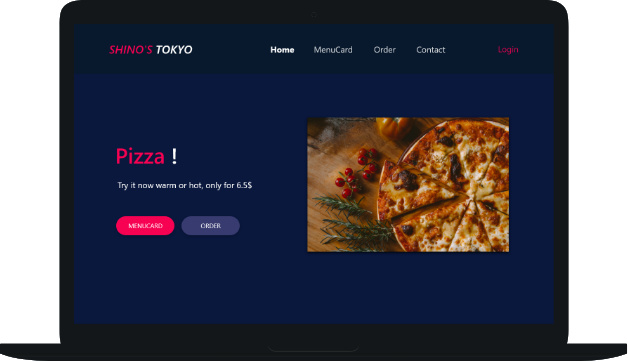 SHINO'S TOKYO Home MenuCard Order Contact Login
Pizza !
Try it now warm or hot, only for 6.5$
MENUCARD ORDER